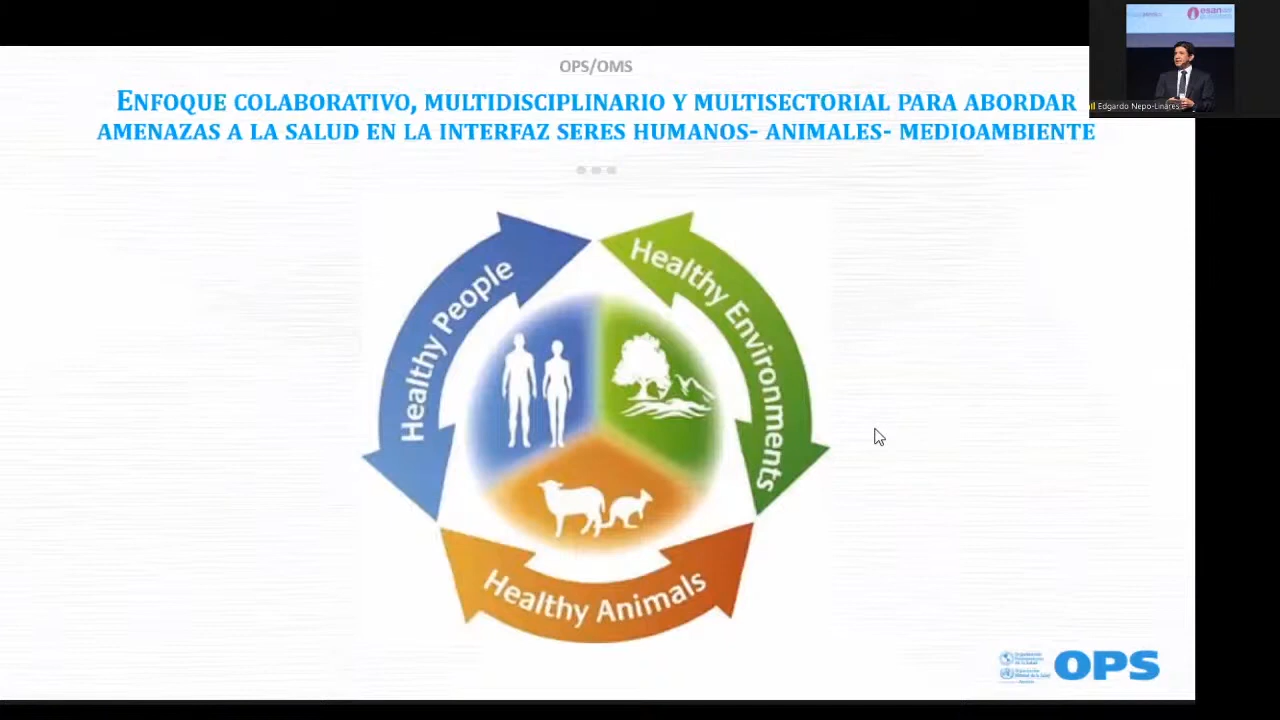 OPS/OMS
ENFOQUE COLABORATIVO, MULTIDISCIPLINARIO Y MULTISECTORIAL PARA ABORDAR
AMENAZAS A LA SALUD EN LA INTERFAZ SERES HUMANOS- ANIMALES- MEDIOAMBIENTE
Healthy People
Healthy Environments
Healthy Animals
esan
Edgardo Nepo-Linares
OPS